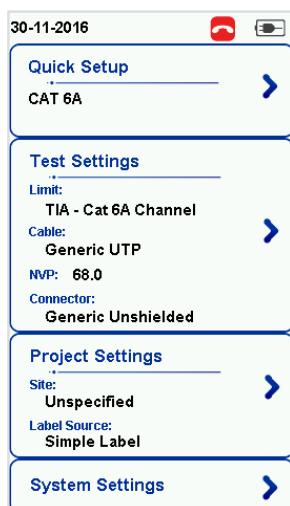 30-11-2016
Quick Setup
CAT 6A
Test Settings
Limit:
TIA - Cat 6A Channel
Cable:
Generic UTP
NVP: 68.0
Connector:
Generic Unshielded
Project Settings
Site:
Unspecified
Label Source:
Simple Label
System Settings